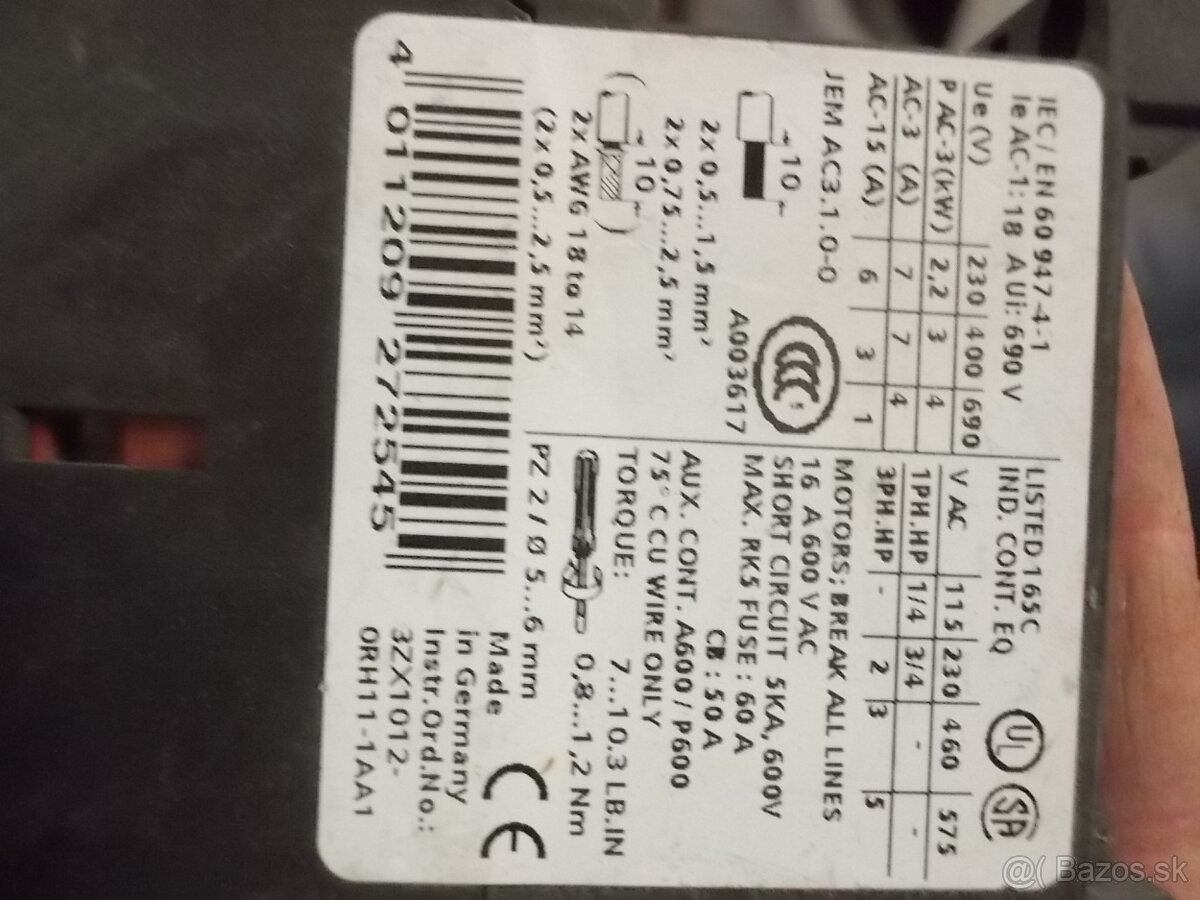 IEC / EN 60 947-4-1
Ie AC-1: 18 A Ui: 690 V
Ue (V) 230 400 690
P AC-3 (kW) 2,2 3 4
AC-3 (A) 7 7 4
AC-15 (A) 6 3 1
JEM AC3.1.0-0
CCC S
A003617
10
2x 0,5...1,5 mm²
2x 0,75...2,5 mm²
10
2x AWG 18 to 14
(2x 0,5...2,5 mm²)
4 011209 272545
LISTED 165C
IND. CONT. EQ
UL SA
V AC 115 230 460 575
1PH.HP 1/4 3/4 - -
3PH.HP - 2 3 5
MOTORS; BREAK ALL LINES
16 A 600 V AC
SHORT CIRCUIT 5KA, 600V
MAX. RK5 FUSE : 60 A
CB : 50 A
AUX. CONT. A600 / P600
75°C CU WIRE ONLY
TORQUE: 7...10.3 LB.IN
0,8...1,2 Nm
PZ 2 / Ø 5...6 mm
CE
Made
in Germany
Instr.Ord.No.:
3ZX1012-
0RH11-1AA1
@( Bazos.sk